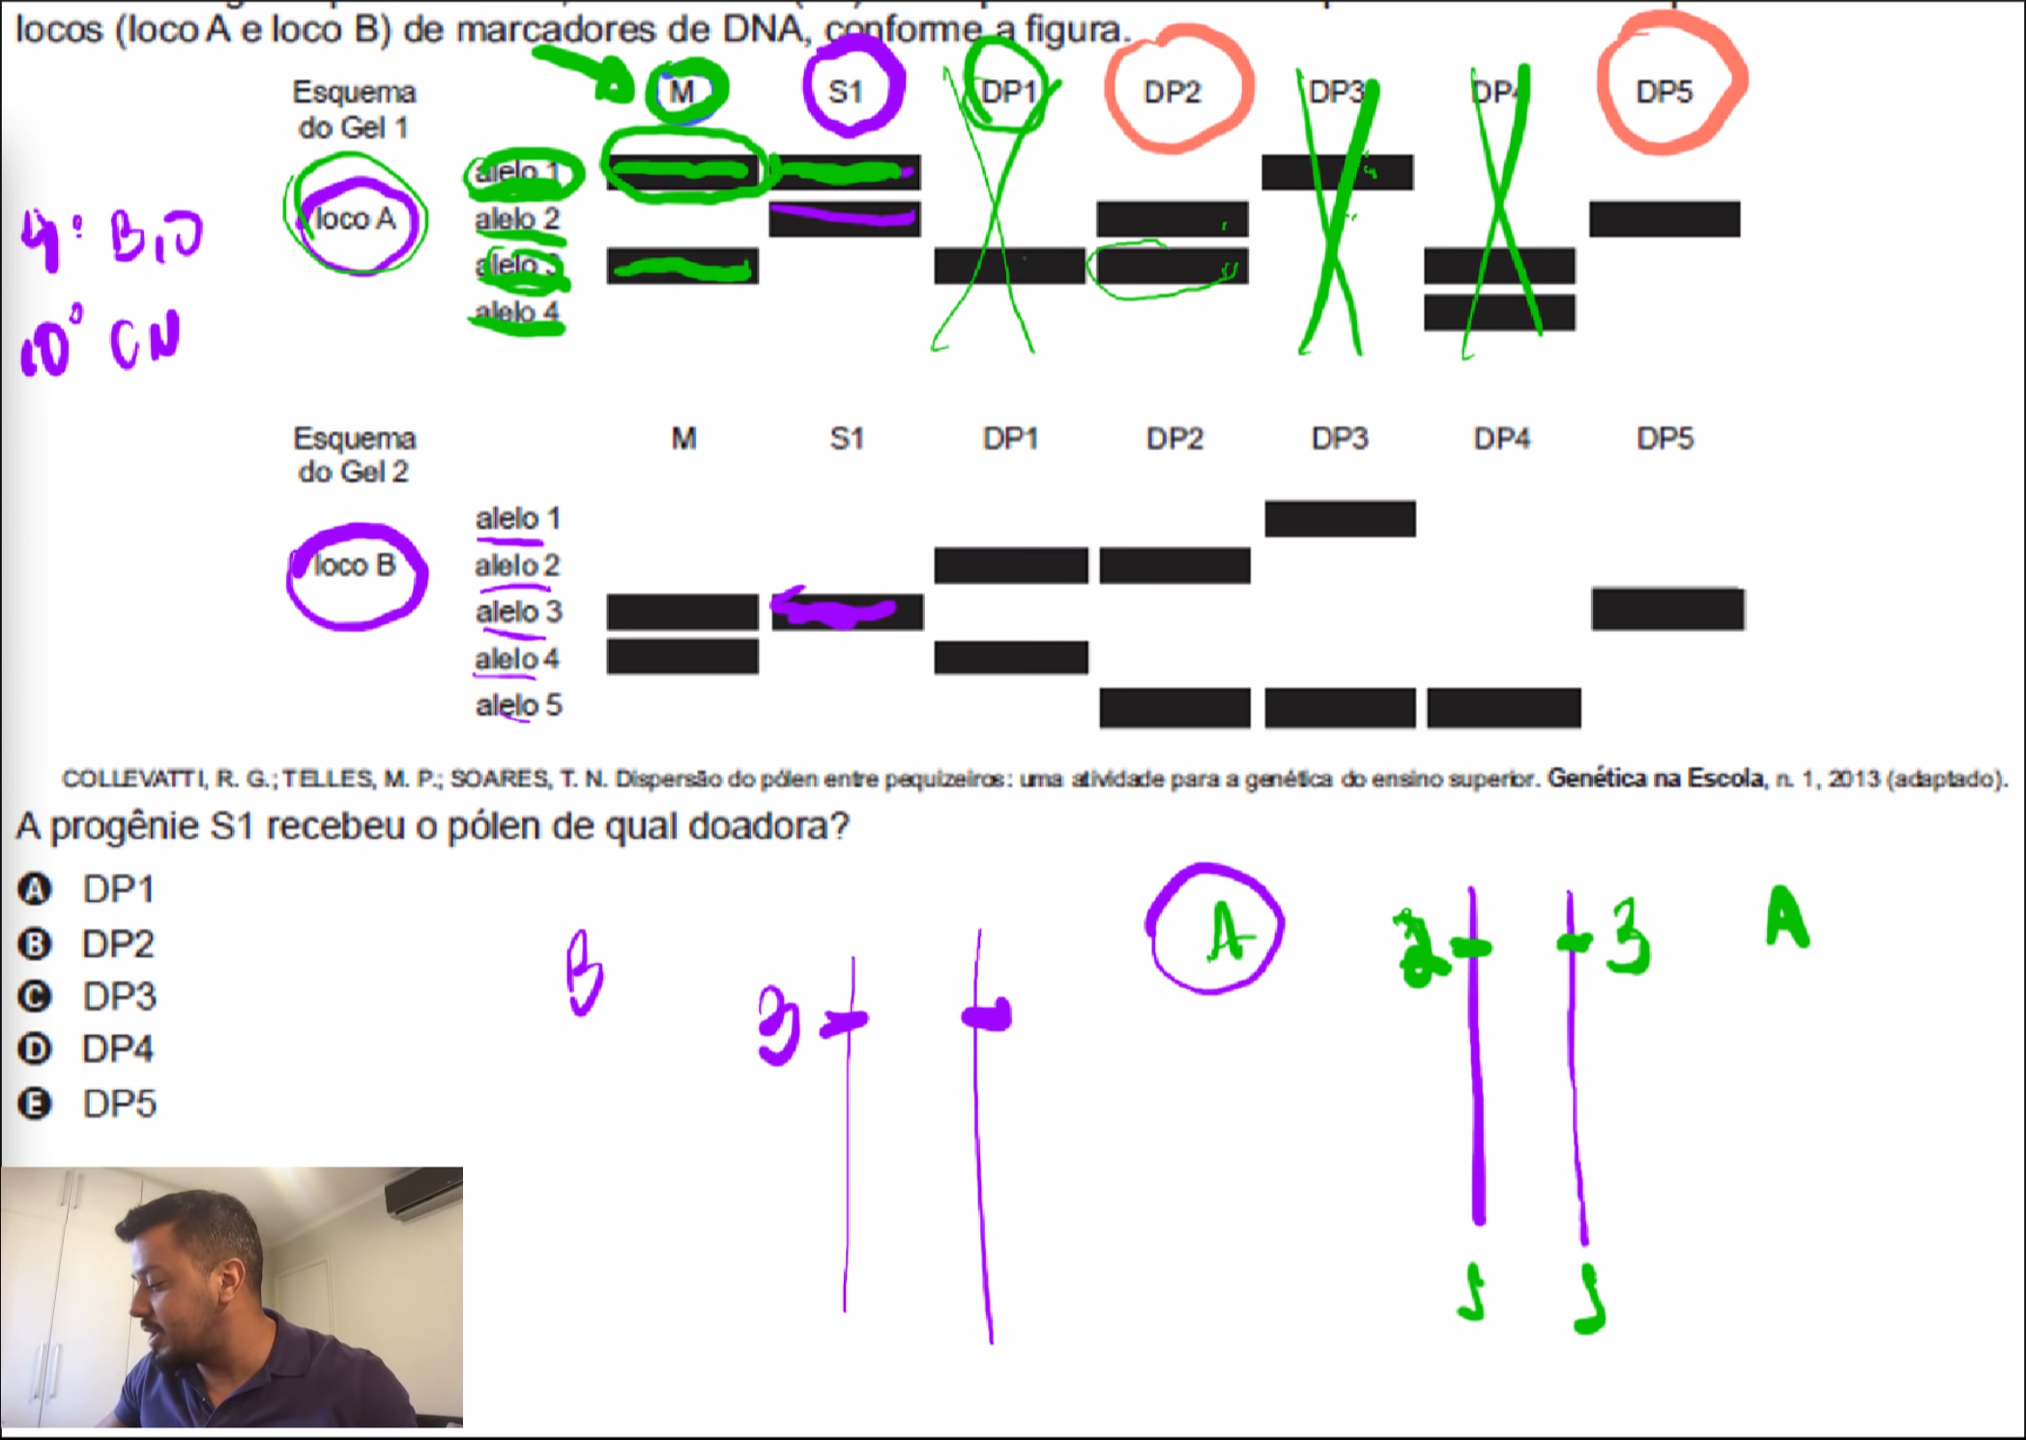 locos (loco A e loco B) de marcadores de DNA, conforme a figura.
Esquema do Gel 1
M S1 DP1 DP2 DP3 DP4 DP5
alelo 1
loco A alelo 2
alelo 3
alelo 4
4º BIO
10º CN
Esquema do Gel 2
M S1 DP1 DP2 DP3 DP4 DP5
alelo 1
loco B alelo 2
alelo 3
alelo 4
alelo 5
COLLEVATTI, R. G.; TELLES, M. P.; SOARES, T. N. Dispersão do pólen entre pequizeiros: uma atividade para a genética do ensino superior. Genética na Escola, n. 1, 2013 (adaptado).
A progênie S1 recebeu o pólen de qual doadora?
A DP1
B DP2
C DP3
D DP4
E DP5
B 3
A 2 3 A